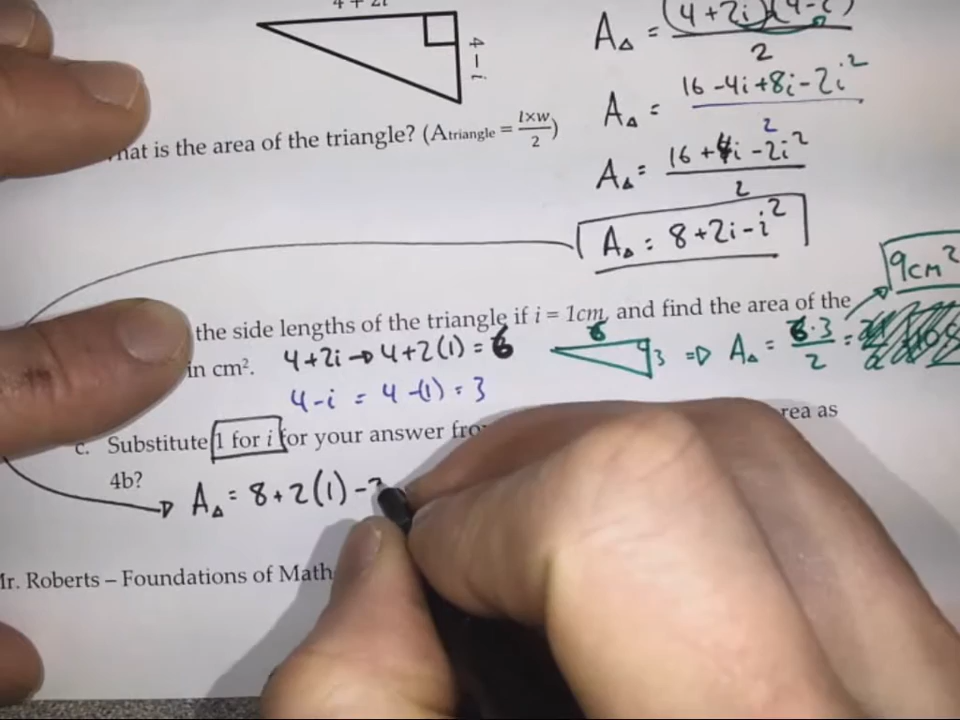 4 + 2i
4 - i
A△ = (4+2i)(4-i) / 2
A△ = 16 -4i +8i -2i² / 2
hat is the area of the triangle? (Atriangle = l×w / 2)
A△ = 16 + 4i -2i² / 2
A△ = 8+2i-i²
9cm²
the side lengths of the triangle if i = 1cm, and find the area of the
in cm². 4+2i → 4+2(1) = 6
6 3 ⇒ A△ = 6·3 / 2 =
4-i = 4-(1) = 3
c. Substitute 1 for i for your answer fro rea as
4b?
A△ = 8+2(1) -
Mr. Roberts – Foundations of Math